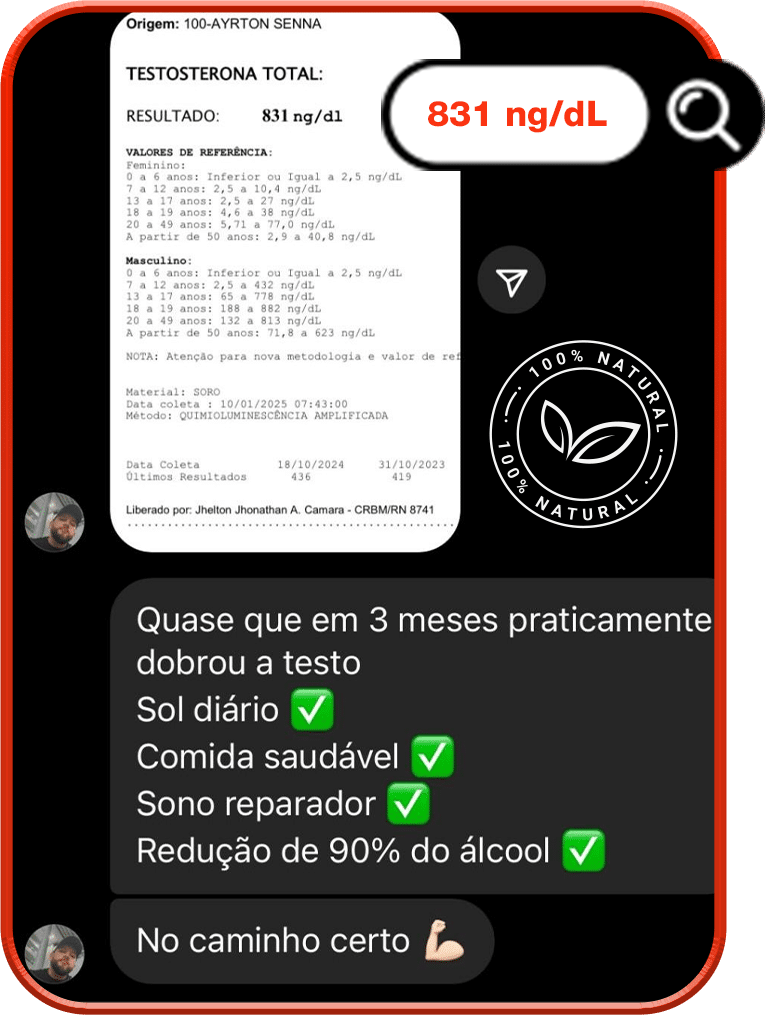 Origem: 100-AYRTON SENNA
TESTOSTERONA TOTAL:
RESULTADO: 831 ng/dl
831 ng/dL
VALORES DE REFERÊNCIA:
Feminino:
0 a 6 anos: Inferior ou Igual a 2,5 ng/dL
7 a 12 anos: 2,5 a 10,4 ng/dL
13 a 17 anos: 2,5 a 27 ng/dL
18 a 19 anos: 4,6 a 38 ng/dL
20 a 49 anos: 5,71 a 77,0 ng/dL
A partir de 50 anos: 2,9 a 40,8 ng/dL
Masculino:
0 a 6 anos: Inferior ou Igual a 2,5 ng/dL
7 a 12 anos: 2,5 a 432 ng/dL
13 a 17 anos: 65 a 778 ng/dL
18 a 19 anos: 188 a 882 ng/dL
20 a 49 anos: 132 a 813 ng/dL
A partir de 50 anos: 71,8 a 623 ng/dL
NOTA: Atenção para nova metodologia e valor de ref
Material: SORO
Data coleta : 10/01/2025 07:43:00
Método: QUIMIOLUMINESCÊNCIA AMPLIFICADA
Data Coleta 18/10/2024 31/10/2023
Últimos Resultados 436 419
Liberado por: Jhelton Jhonathan A. Camara - CRBM/RN 8741
100% NATURAL
100% NATURAL
Quase que em 3 meses praticamente
dobrou a testo
Sol diário ✅
Comida saudável ✅
Sono reparador ✅
Redução de 90% do álcool ✅
No caminho certo 💪🏻